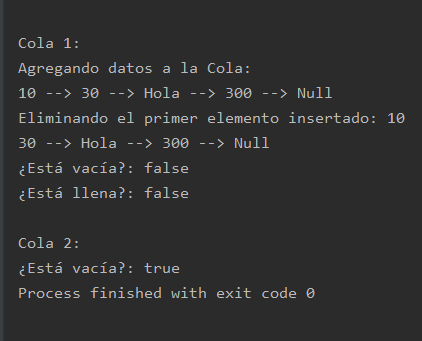 Cola 1:
Agregando datos a la Cola:
10 --> 30 --> Hola --> 300 --> Null
Eliminando el primer elemento insertado: 10
30 --> Hola --> 300 --> Null
¿Está vacía?: false
¿Está llena?: false
Cola 2:
¿Está vacía?: true
Process finished with exit code 0